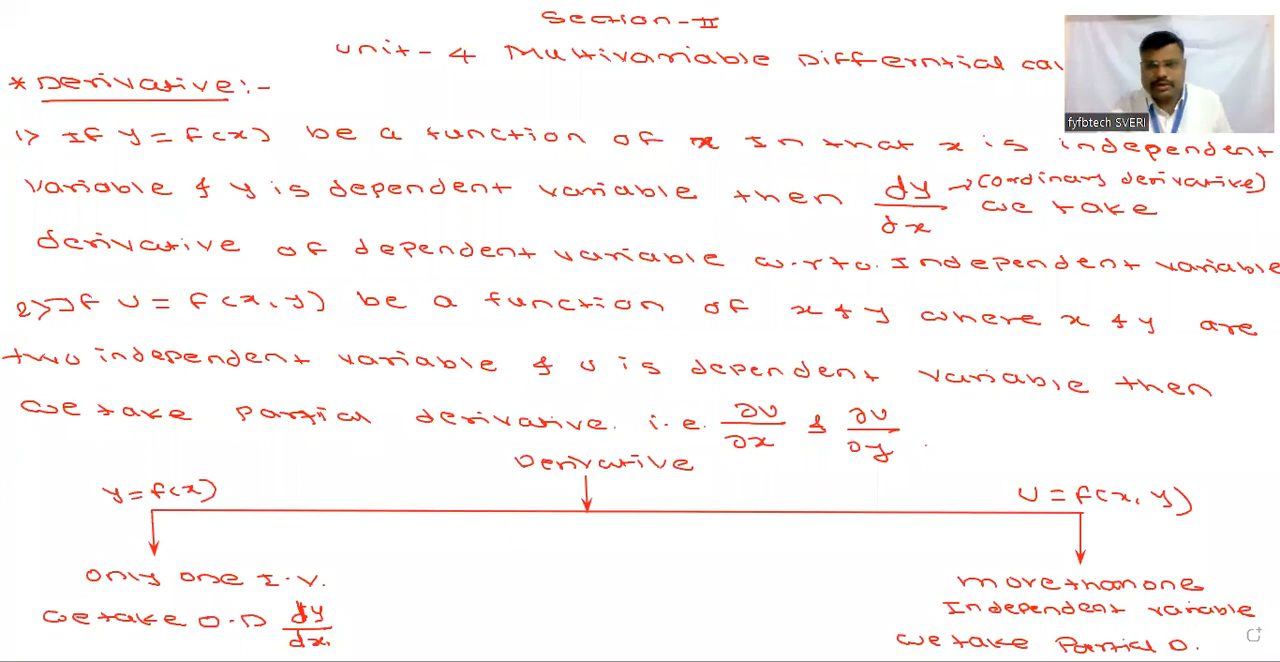 Section-II
Unit-4 Multivariable Differntial cal
* Derivative:-
1) If y = f(x) be a function of x In that x is independent
variable & y is dependent variable then dy/dx → (ordinary derivative) we take
derivative of dependent variable w.r.to. Independent variable
2) If u = f(x, y) be a function of x & y where x & y are
two independent variable & u is dependent variable then
we take partial derivative. i.e. ∂u/∂x & ∂u/∂y.
Derivative
y = f(x)
u = f(x, y)
only one I.V.
we take O.D dy/dx.
more than one
Independent variable
we take Partial D.
fyfbtech SVERI